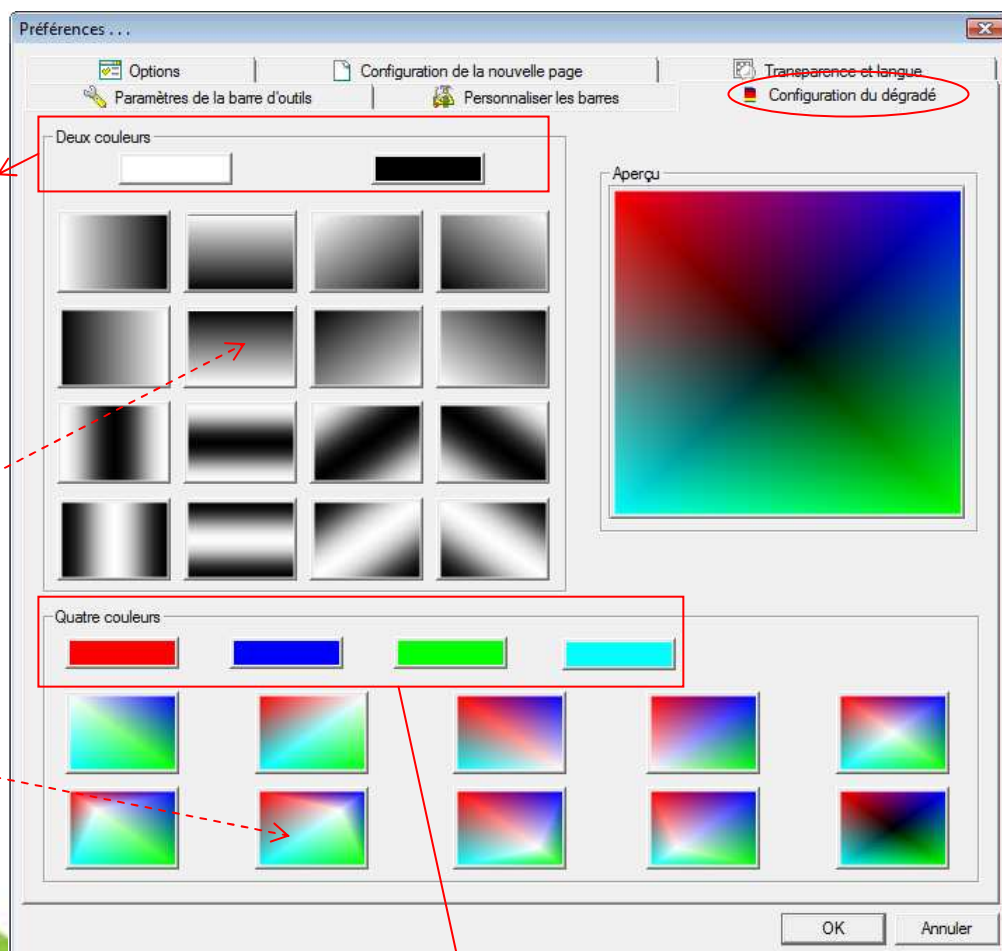 Préférences . . .
Options
Configuration de la nouvelle page
Transparence et langue
Paramètres de la barre d'outils
Personnaliser les barres
Configuration du dégradé
Deux couleurs
Aperçu
Quatre couleurs
OK
Annuler